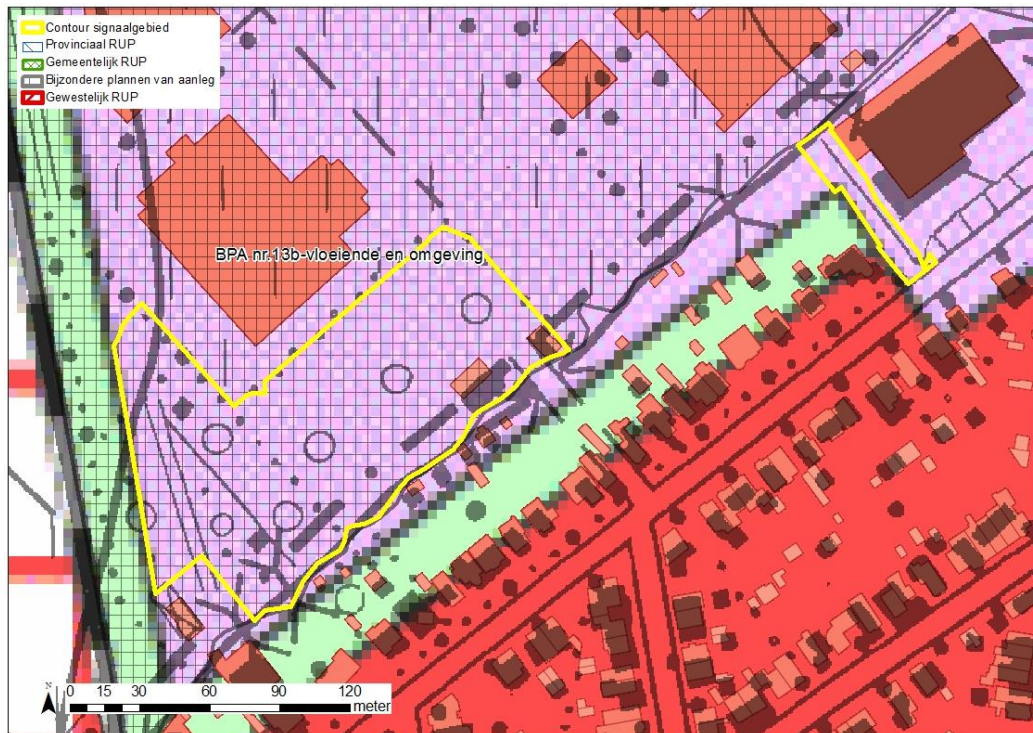 Contour signaalgebied
Provinciaal RUP
Gemeentelijk RUP
Bijzondere plannen van aanleg
Gewestelijk RUP
BPA nr.13b-vloeiende en omgeving
N
0 15 30 60 90 120
meter